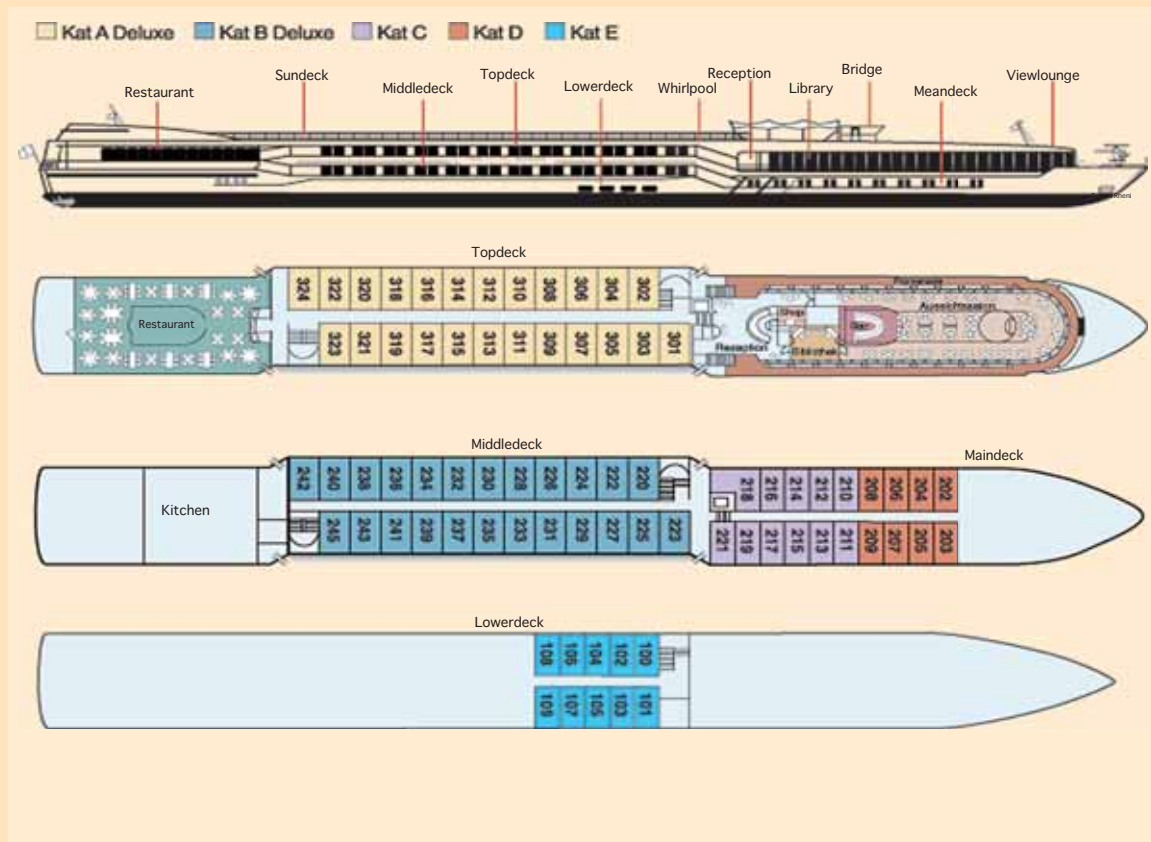 Kat A Deluxe Kat B Deluxe Kat C Kat D Kat E
Restaurant Sundeck Middledeck Topdeck Lowerdeck Whirlpool Reception Library Bridge Meandeck Viewlounge
Topdeck
324 322 320 318 316 314 312 310 308 306 304 302
Restaurant Reception Shop Bar Bibliothek Aussichtssalon
323 321 319 317 315 313 311 309 307 305 303 301
Middledeck Maindeck
242 240 238 236 234 232 230 228 226 224 222 220 218 216 214 212 210 208 206 204 202
Kitchen
245 243 241 239 237 235 233 231 229 227 225 223 221 219 217 215 213 211 209 207 205 203
Lowerdeck
108 106 104 102 100
109 107 105 103 101